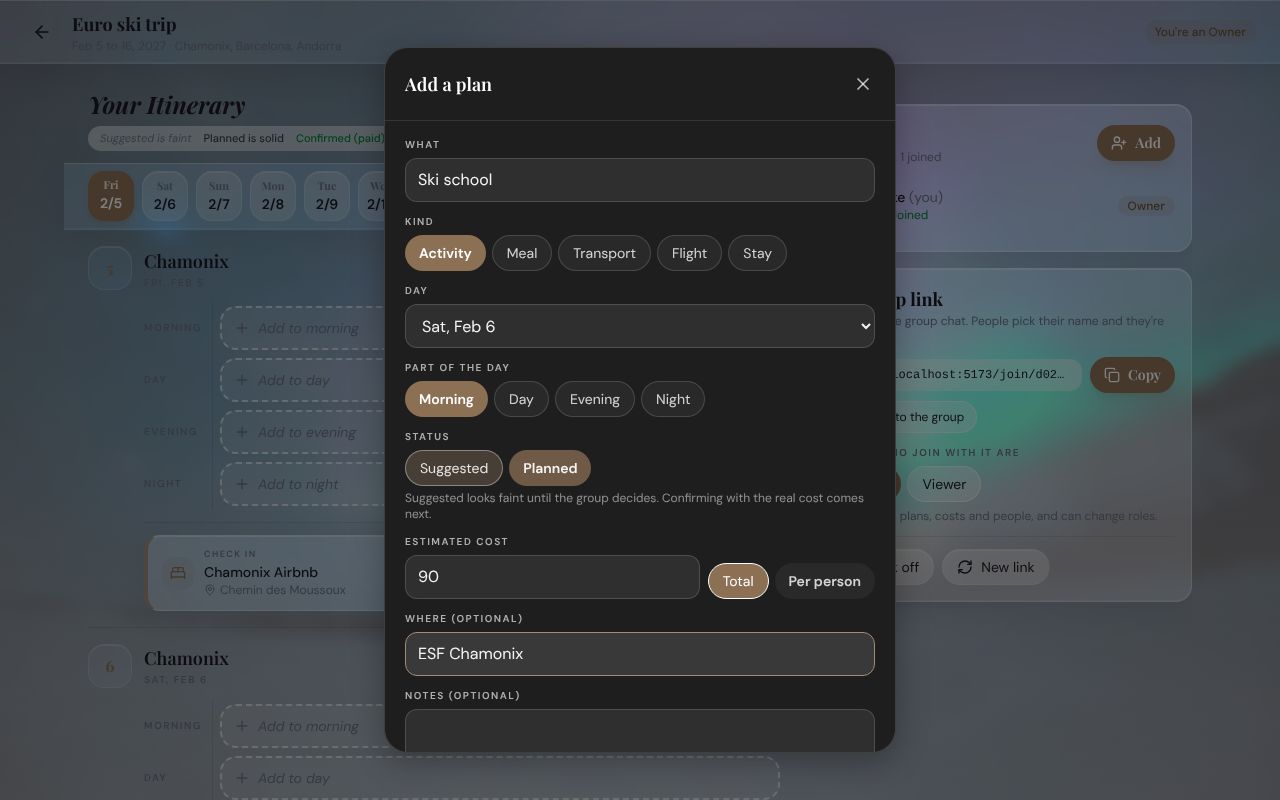 Euro ski trip
Feb 5 to 16, 2027 · Chamonix, Barcelona, Andorra
You're an Owner
Add a plan
Your Itinerary
Suggested is faint Planned is solid Confirmed (paid)
Fri 2/5
Sat 2/6
Sun 2/7
Mon 2/8
Tue 2/9
1 joined
Add
(you)
Owner
WHAT
Ski school
KIND
Activity Meal Transport Flight Stay
DAY
Sat, Feb 6
PART OF THE DAY
Morning Day Evening Night
STATUS
Suggested Planned
Suggested looks faint until the group decides. Confirming with the real cost comes
next.
ESTIMATED COST
90
Total Per person
WHERE (OPTIONAL)
ESF Chamonix
NOTES (OPTIONAL)
5
Chamonix
FRI, FEB 5
MORNING
Add to morning
DAY
Add to day
EVENING
Add to evening
NIGHT
Add to night
CHECK IN
Chamonix Airbnb
Chemin des Moussoux
6
Chamonix
SAT, FEB 6
MORNING
Add to morning
DAY
Add to day
link
group chat. People pick their name and they're
localhost:5173/join/d02…
Copy
to the group
JOIN WITH IT ARE
Viewer
plans, costs and people, and can change roles.
off
New link